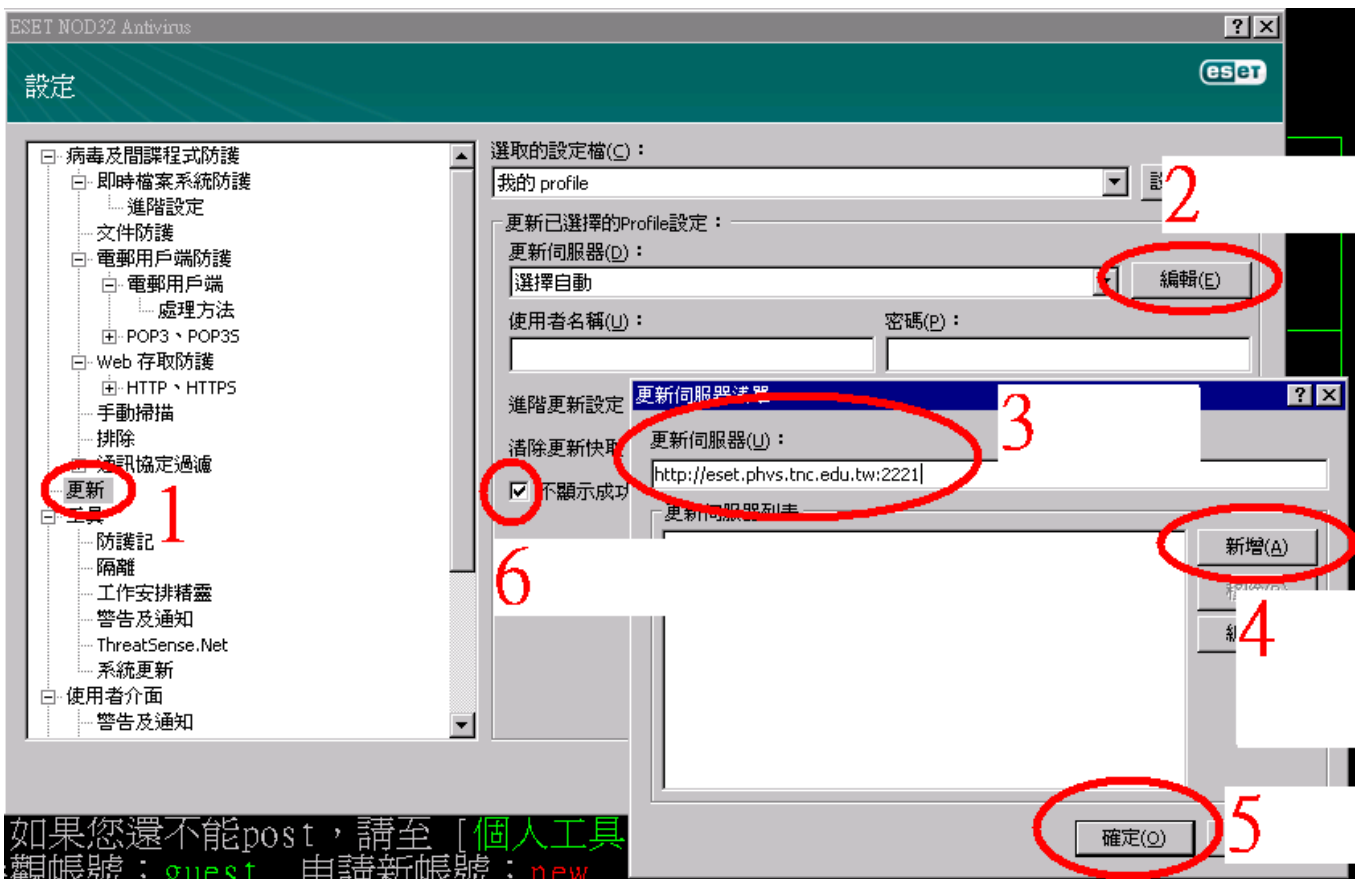 ESET NOD32 Antivirus
設定
eset
病毒及間諜程式防護
即時檔案系統防護
進階設定
文件防護
電郵用戶端防護
電郵用戶端
處理方法
POP3、POP3S
Web 存取防護
HTTP、HTTPS
手動掃描
排除
通訊協定過濾
更新
1
工具
防護記
隔離
工作安排精靈
警告及通知
ThreatSense.Net
系統更新
使用者介面
警告及通知
選取的設定檔(C)：
我的 profile
2
更新已選擇的Profile設定：
更新伺服器(D)：
選擇自動
編輯(E)
使用者名稱(U)：
密碼(P)：
進階更新設定
清除更新快取
不顯示成功
6
更新伺服器清單
3
更新伺服器(U)：
http://eset.phvs.tnc.edu.tw:2221
更新伺服器列表
新增(A)
4
確定(O)
5
如果您還不能post，請至 [個人工具
觀帳號：guest 申請新帳號：new